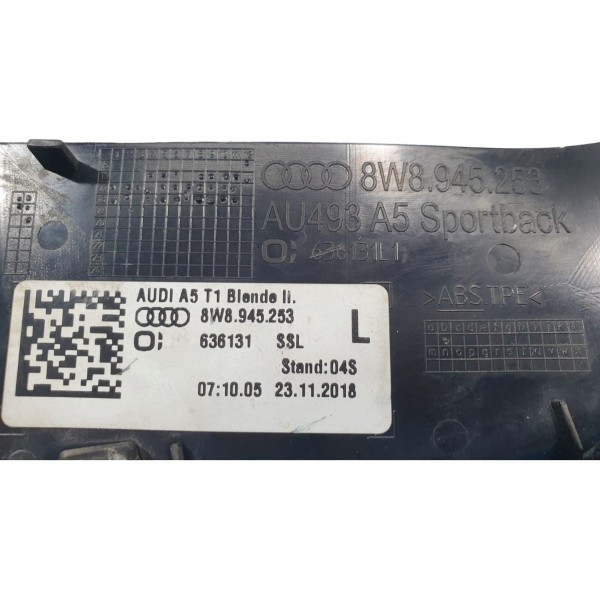 8W8.945.253
AU493 A5 Sportback
636131L1
>ABS.TPE<
AUDI A5 T1 Blende li.
8W8.945.253 L
636131 SSL
Stand:04S
07:10.05 23.11.2018